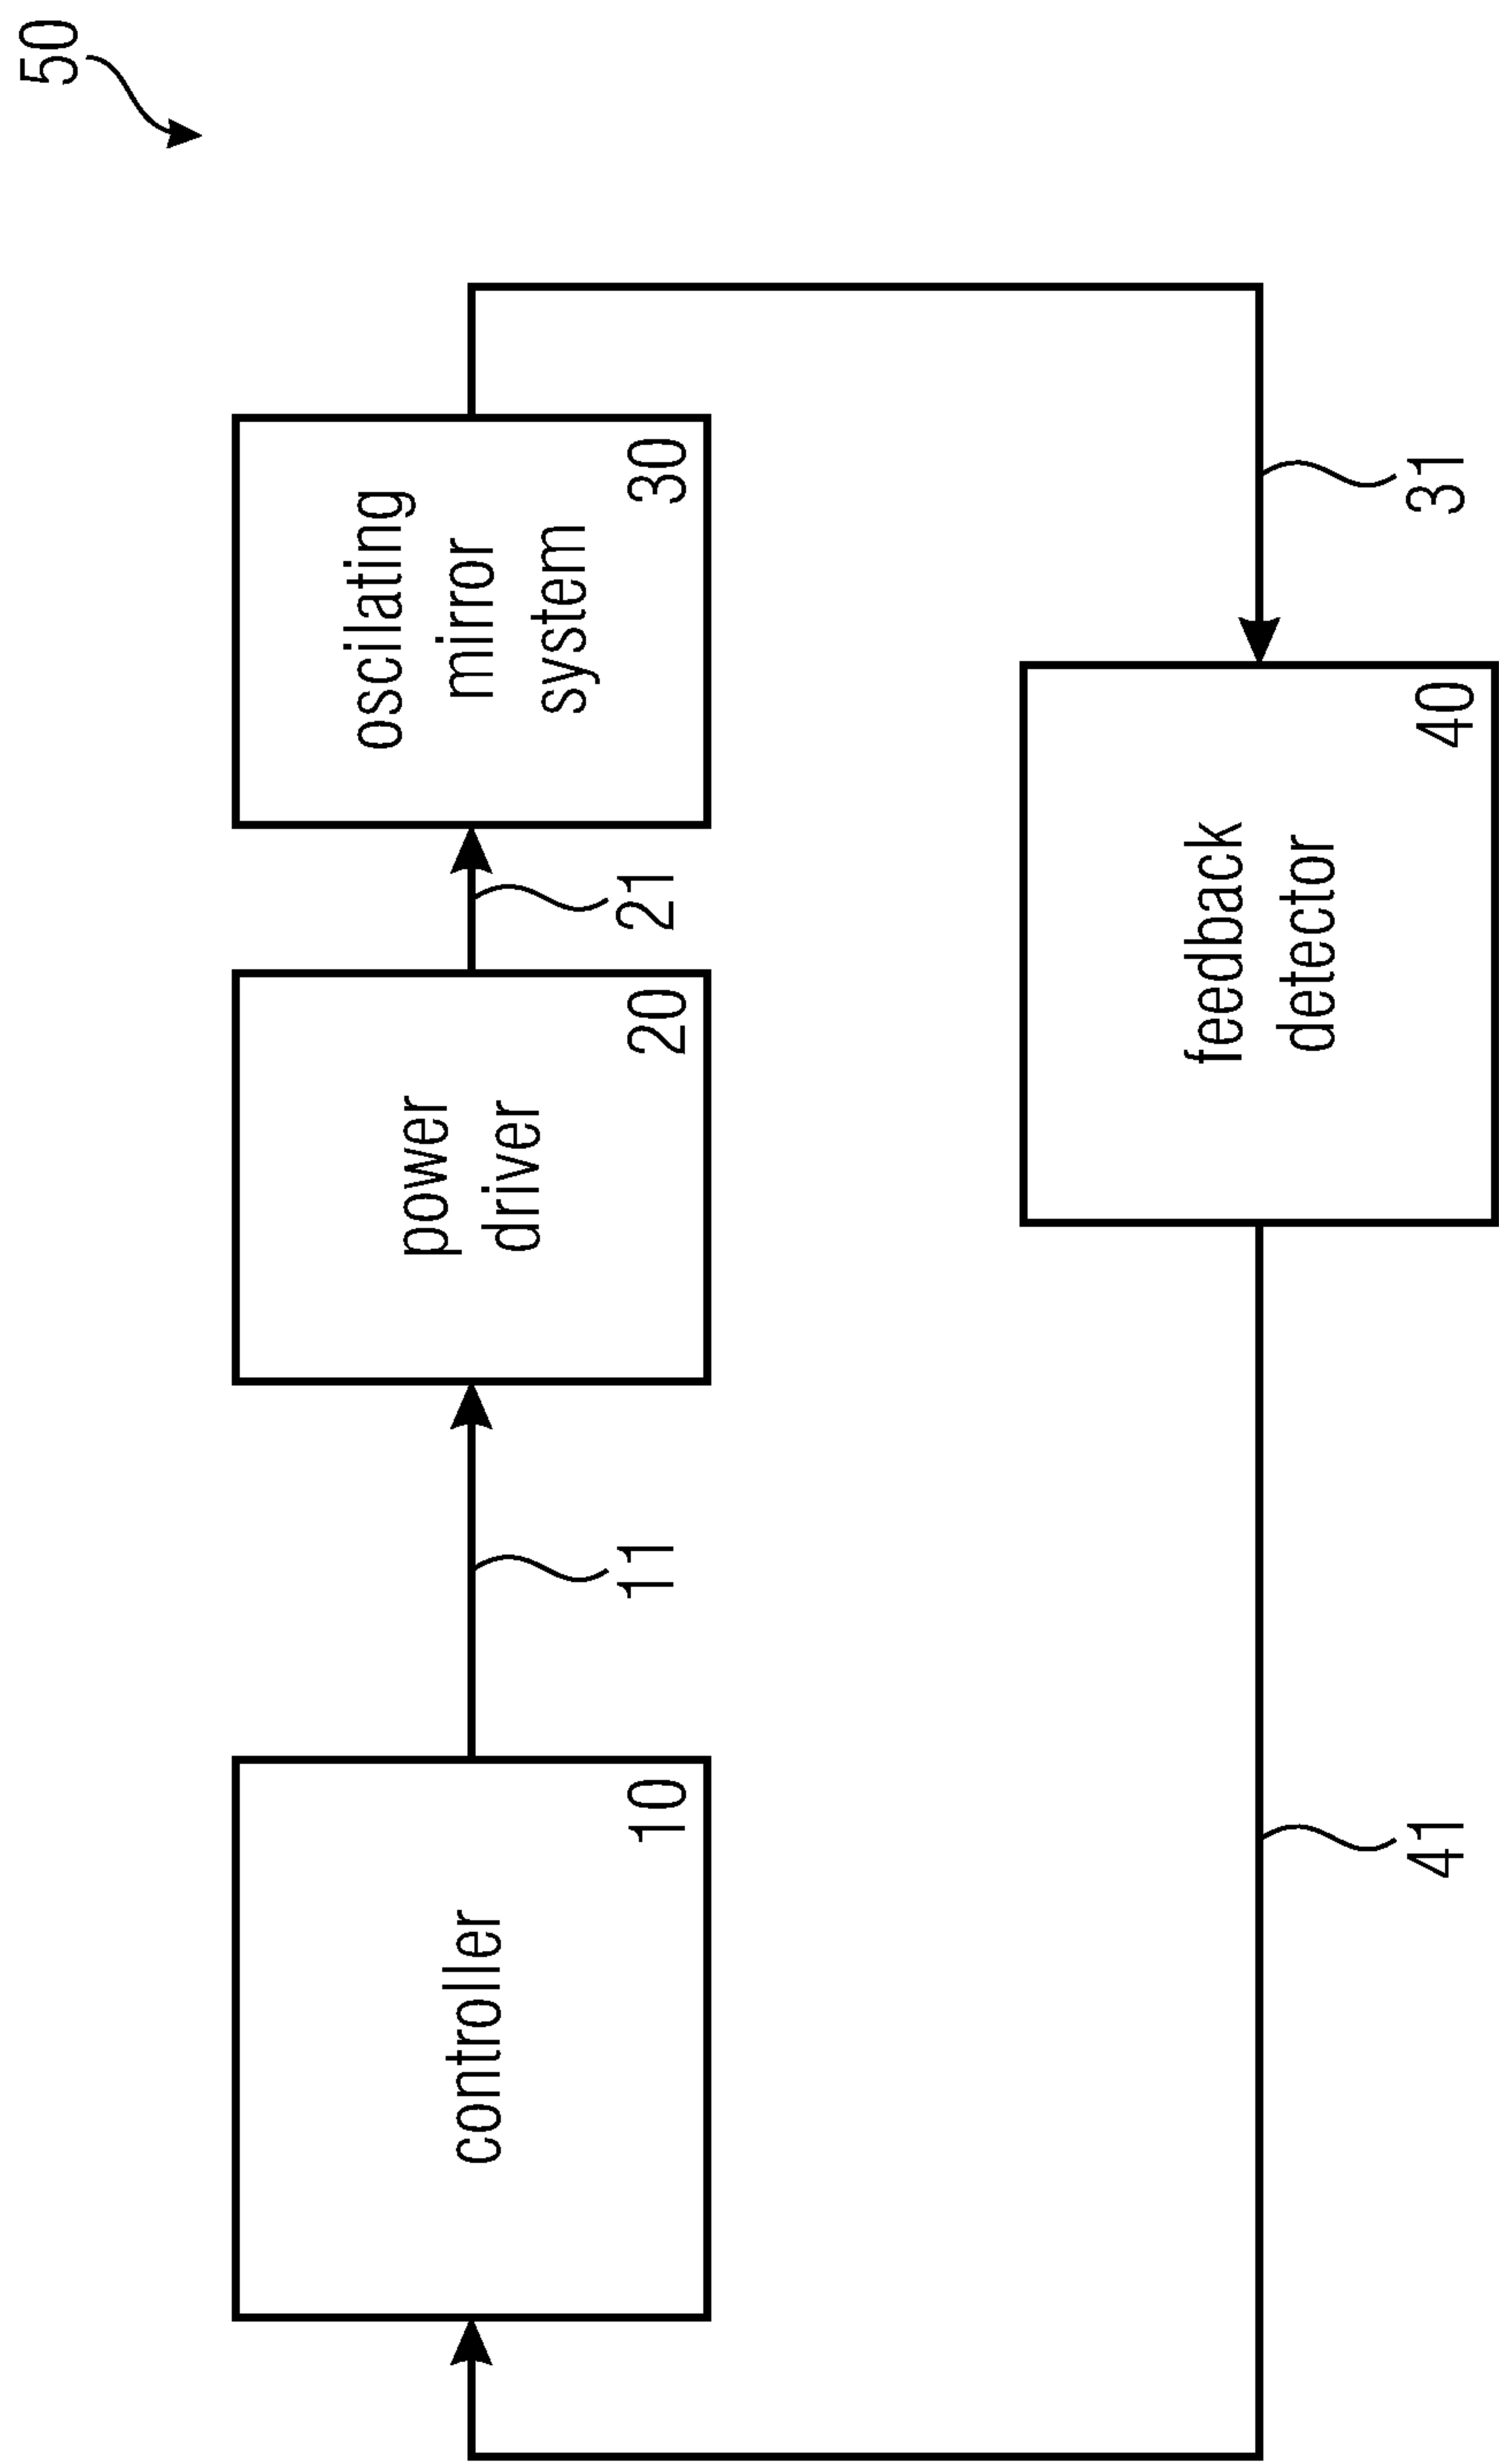 50
controller
10
11
power
driver
20
21
oscilating
mirror
system
30
31
feedback
detector
40
41